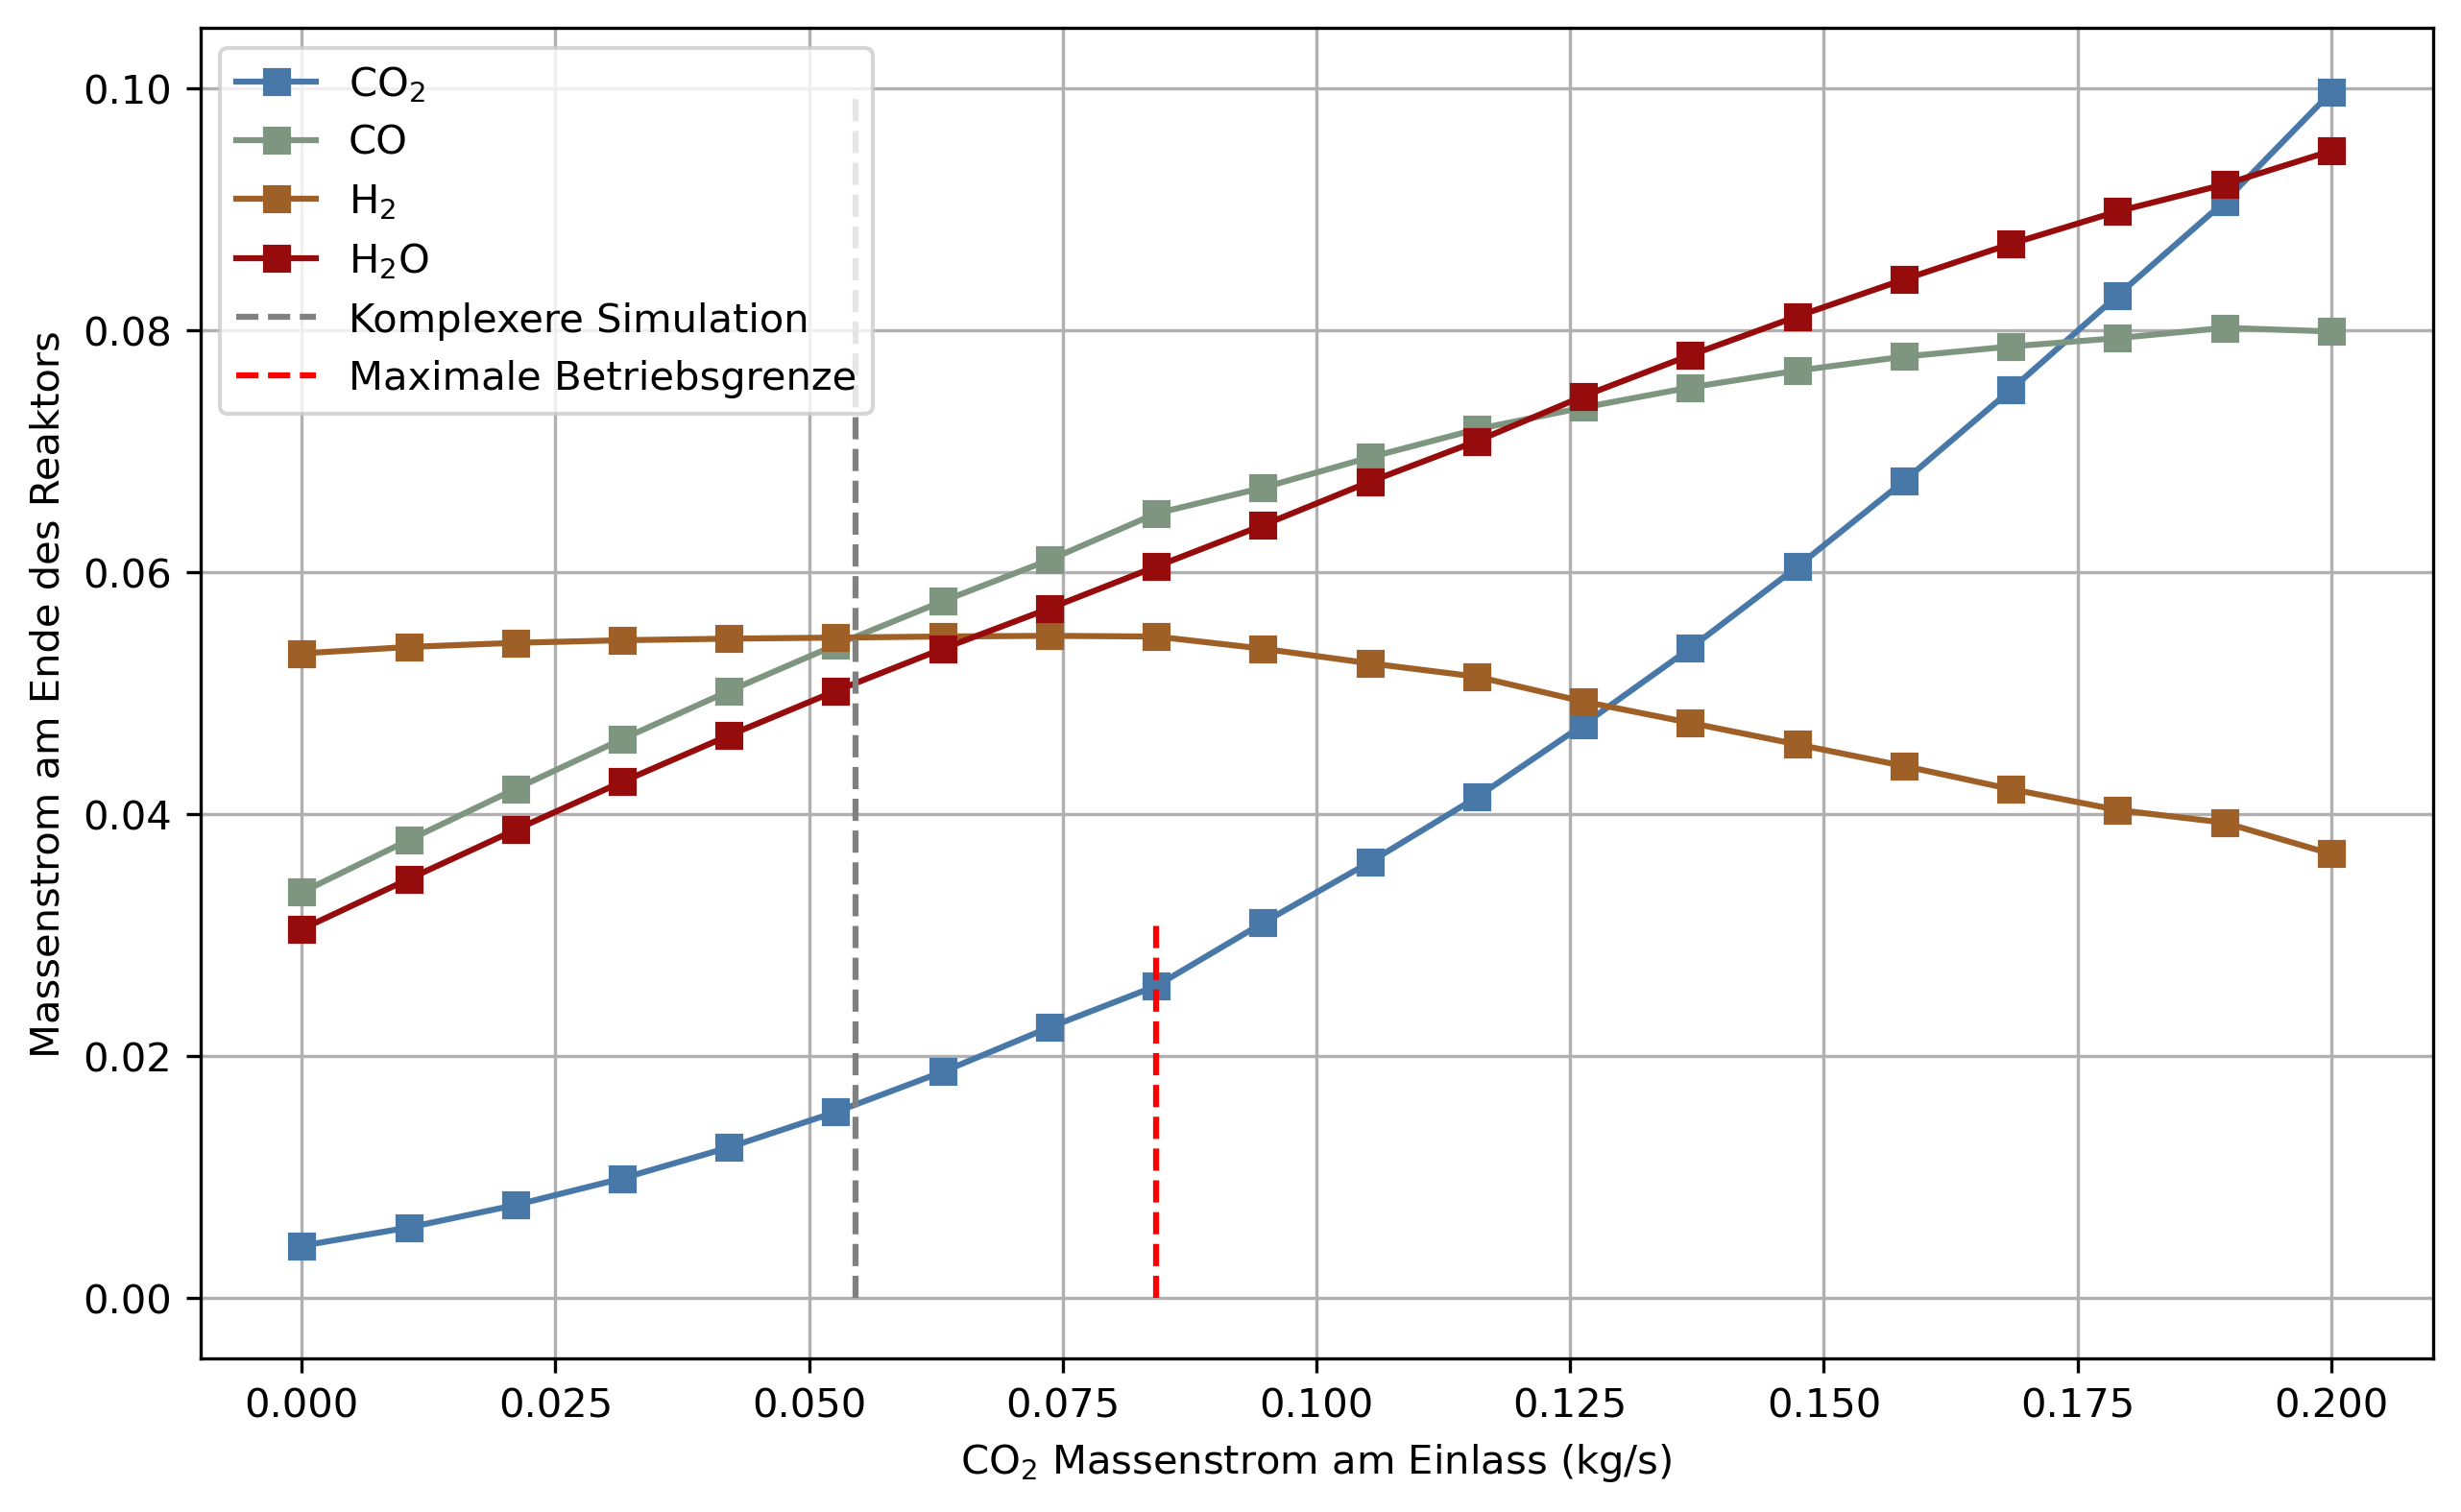 CO₂
CO
H₂
H₂O
Komplexere Simulation
Maximale Betriebsgrenze
Massenstrom am Ende des Reaktors
0.10
0.08
0.06
0.04
0.02
0.00
0.000 0.025 0.050 0.075 0.100 0.125 0.150 0.175 0.200
CO₂ Massenstrom am Einlass (kg/s)